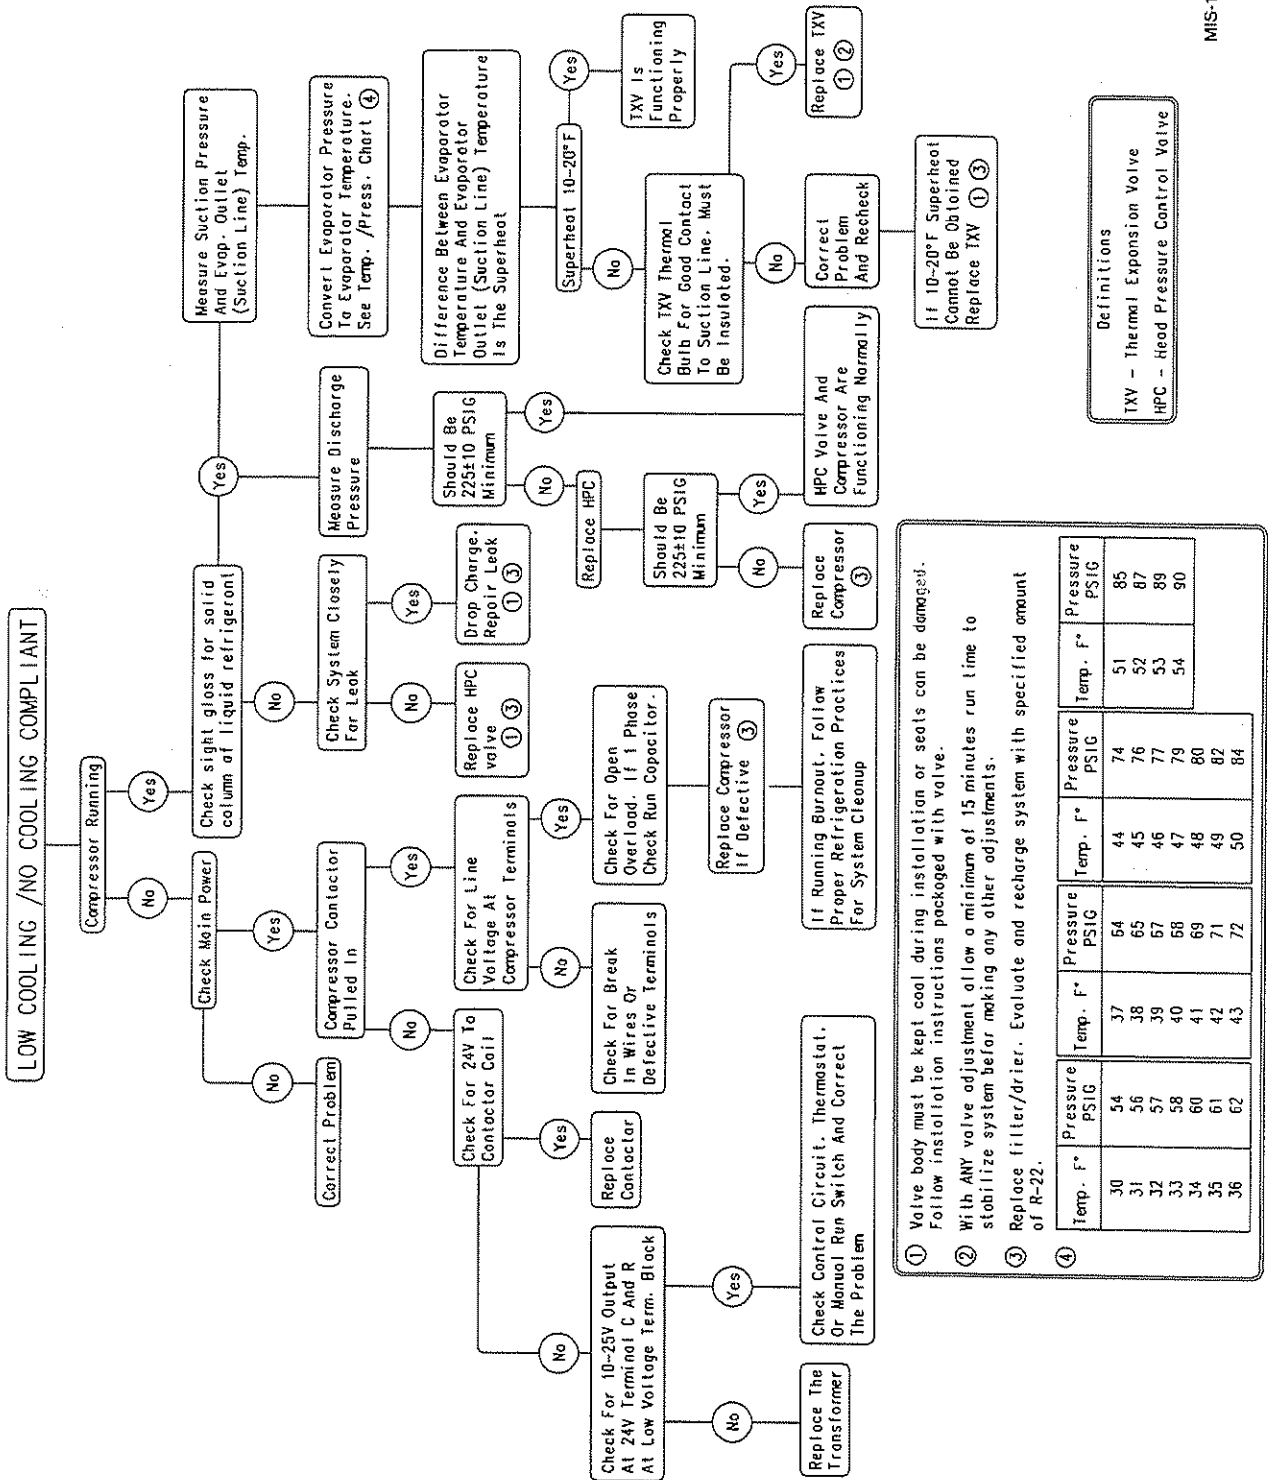 LOW COOLING /NO COOLING COMPLIANT
Compressor Running
No
Yes
Check Main Power
No
Yes
Correct Problem
Compressor Contactor
Pulled In
No
Yes
Check For 24V To
Contactor Coil
No
Yes
Check For 10-25V Output
At 24V Terminal C And R
At Low Voltage Term. Block
No
Yes
Replace The
Transformer
Check Control Circuit, Thermostat,
Or Manual Run Switch And Correct
The Problem
Replace
Contactor
Check For Line
Voltage At
Compressor Terminals
No
Yes
Check For Break
In Wires Or
Defective Terminals
Check For Open
Overload. If 1 Phase
Check Run Capacitor.
Replace Compressor
If Defective ③
If Running Burnout, Follow
Proper Refrigeration Practices
For System Cleanup
Check sight glass for solid
column of liquid refrigerant
No
Yes
Check System Closely
For Leak
No
Yes
Replace HPC
valve
① ③
Drop Charge,
Repair Leak
① ③
Measure Discharge
Pressure
Should Be
225±10 PSIG
Minimum
No
Yes
Replace HPC
Should Be
225±10 PSIG
Minimum
No
Yes
Replace
Compressor
③
HPC Valve And
Compressor Are
Functioning Normally
Measure Suction Pressure
And Evap. Outlet
(Suction Line) Temp.
Convert Evaporator Pressure
To Evaporator Temperature.
See Temp. /Press. Chart ④
Difference Between Evaporator
Temperature And Evaporator
Outlet (Suction Line) Temperature
Is The Superheat
Superheat 10-20°F
No
Yes
TXV Is
Functioning
Properly
Check TXV Thermal
Bulb For Good Contact
To Suction Line, Must
Be Insulated.
No
Yes
Correct
Problem
And Recheck
Replace TXV
① ②
If 10-20°F Superheat
Cannot Be Obtained
Replace TXV ① ③
① Valve body must be kept cool during installation or seats can be damaged.
Follow installation instructions packaged with valve.
② With ANY valve adjustment allow a minimum of 15 minutes run time to
stabilize system befor making any other adjustments.
③ Replace filter/drier. Evaluate and recharge system with specified amount
of R-22.
④
Temp. F° Pressure PSIG Temp. F° Pressure PSIG Temp. F° Pressure PSIG Temp. F° Pressure PSIG
30 54 37 64 44 74 51 85
31 56 38 65 45 76 52 87
32 57 39 67 46 77 53 89
33 58 40 68 47 79 54 90
34 60 41 69 48 80
35 61 42 71 49 82
36 62 43 72 50 84
Definitions
TXV - Thermal Expansion Valve
HPC - Head Pressure Control Valve